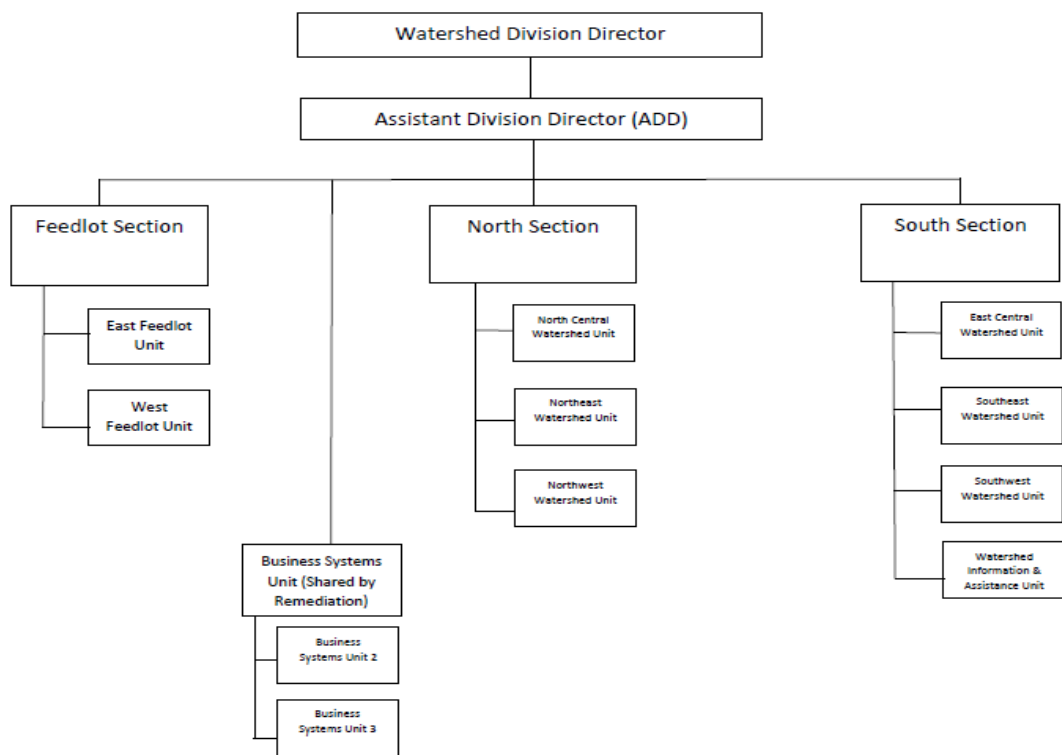 Watershed Division Director
Assistant Division Director (ADD)
Feedlot Section
North Section
South Section
East Feedlot
Unit
West
Feedlot Unit
North Central
Watershed Unit
Northeast
Watershed Unit
Northwest
Watershed Unit
East Central
Watershed Unit
Southeast
Watershed Unit
Southwest
Watershed Unit
Watershed
Information &
Assistance Unit
Business Systems
Unit (Shared by
Remediation)
Business
Systems Unit 2
Business
Systems Unit 3